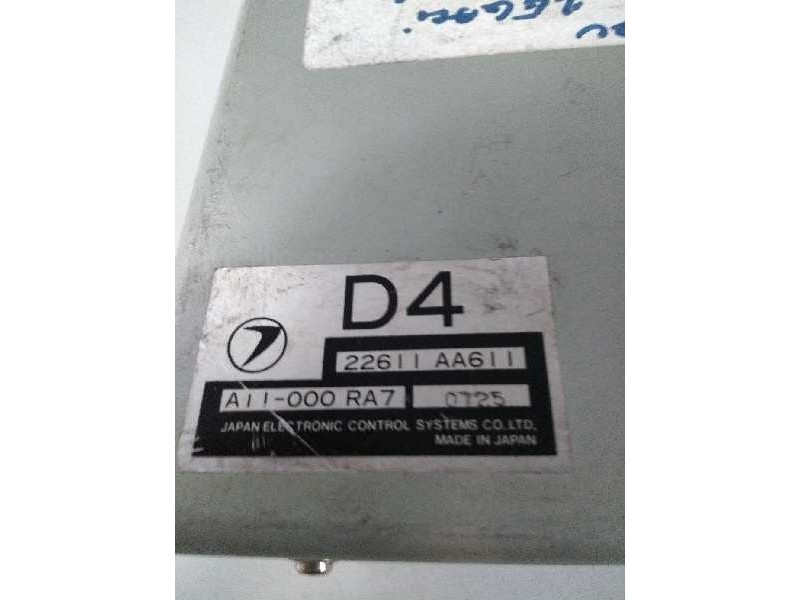 D4
22611 AA611
A11-000 RA7 0725
JAPAN ELECTRONIC CONTROL SYSTEMS CO.,LTD.
MADE IN JAPAN